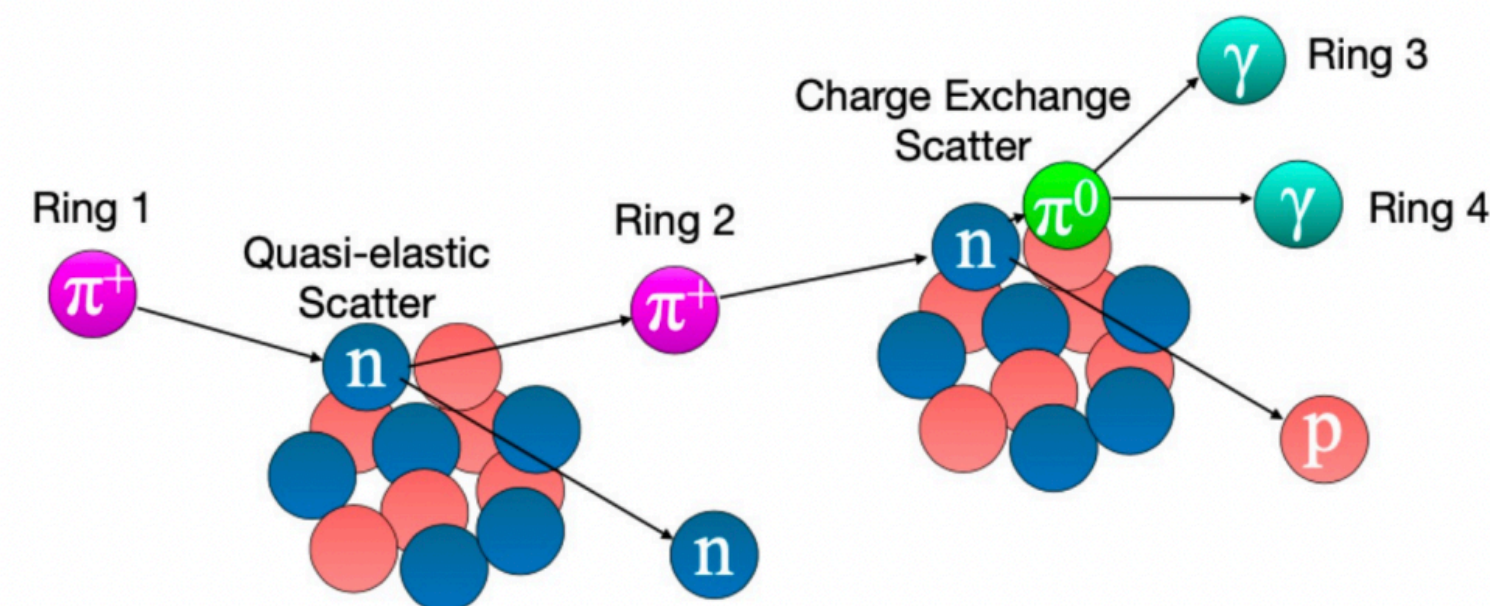 Ring 1
π⁺
Quasi-elastic
Scatter
n
n
Ring 2
π⁺
Charge Exchange
Scatter
n
π⁰
γ
Ring 3
γ
Ring 4
p